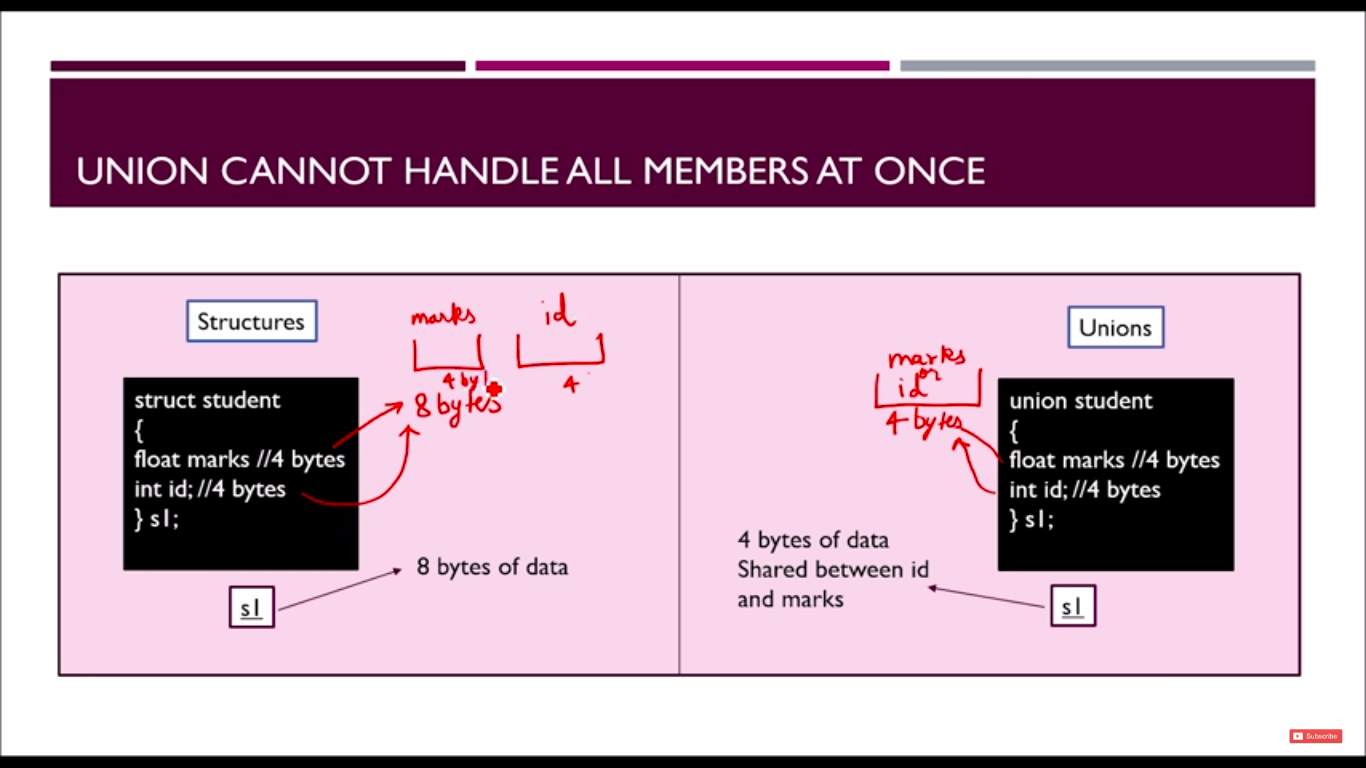 UNION CANNOT HANDLE ALL MEMBERS AT ONCE
Structures
marks
id
4 by
4
8 bytes
struct student
{
float marks //4 bytes
int id; //4 bytes
} s1;
8 bytes of data
s1
Unions
marks
or
id
4 bytes
union student
{
float marks //4 bytes
int id; //4 bytes
} s1;
4 bytes of data
Shared between id
and marks
s1
Subscribe